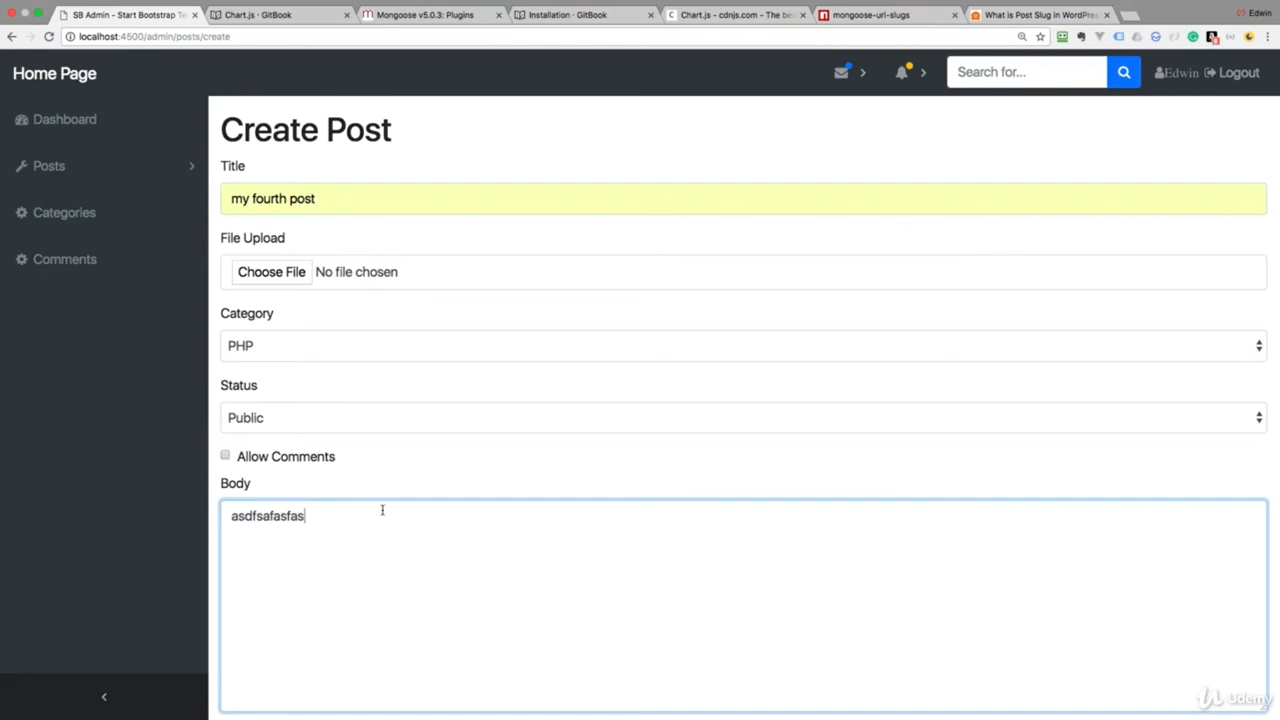 SB Admin - Start Bootstrap Te
Chart.js · GitBook
Mongoose v5.0.3: Plugins
Installation · GitBook
Chart.js - cdnjs.com - The be
mongoose-url-slugs
What is Post Slug in WordPres
Edwin
localhost:4500/admin/posts/create
Home Page
Search for...
Edwin
Logout
Dashboard
Posts
Categories
Comments
Create Post
Title
my fourth post
File Upload
Choose File No file chosen
Category
PHP
Status
Public
Allow Comments
Body
asdfsafasfas
Udemy